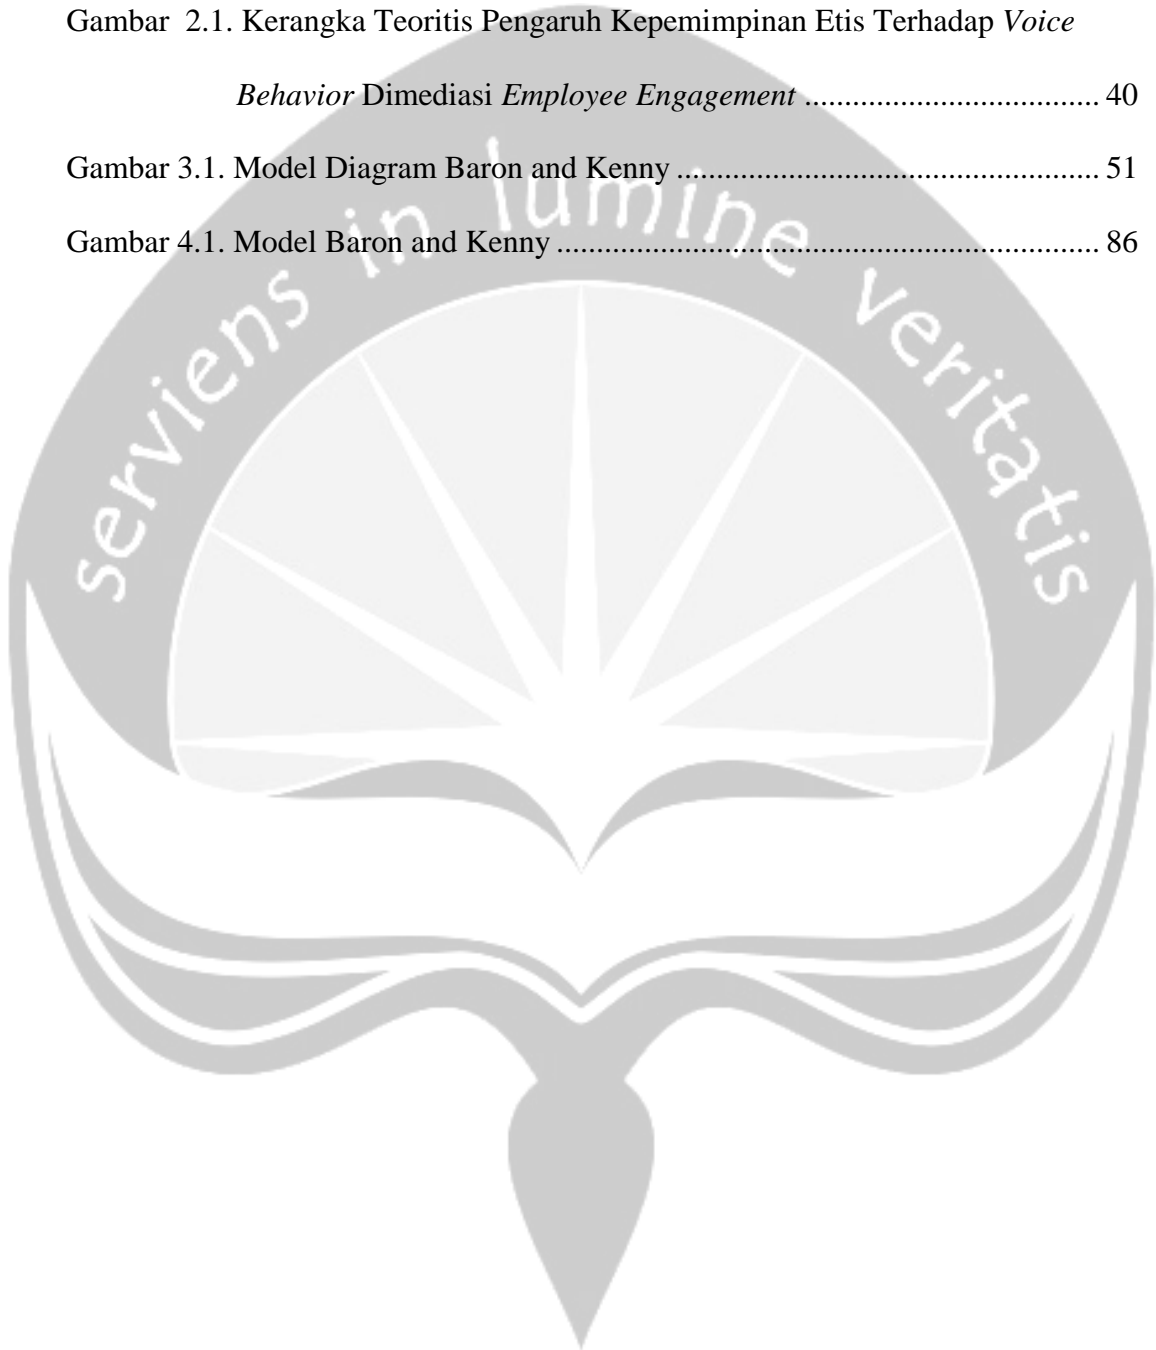 Gambar  2.1. Kerangka Teoritis Pengaruh Kepemimpinan Etis Terhadap Voice
Behavior Dimediasi Employee Engagement ..................................... 40
Gambar 3.1. Model Diagram Baron and Kenny ..................................................... 51
Gambar 4.1. Model Baron and Kenny .................................................................... 86
serviens in lumine veritatis